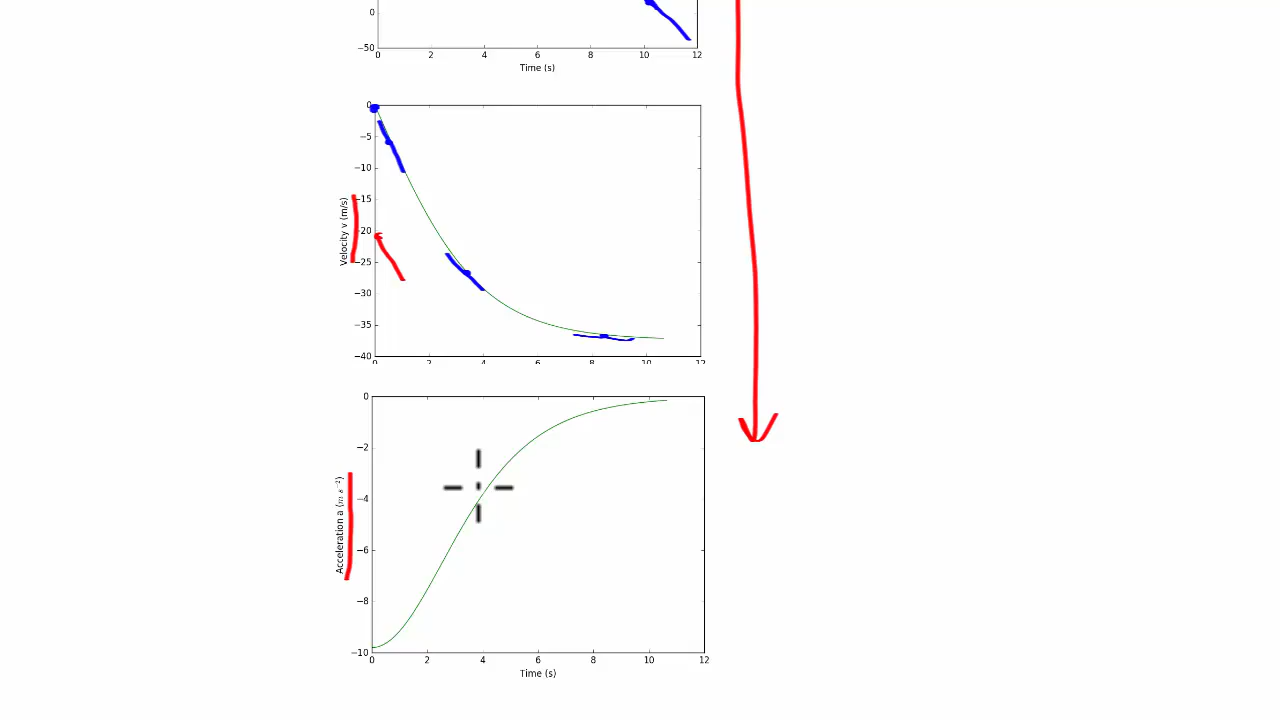 0
−50
0 2 4 6 8 10 12
Time (s)
0
−5
−10
−15
−20
−25
−30
−35
−40
Velocity v (m/s)
0 2 4 6 8 10 12
0
−2
−4
−6
−8
−10
Acceleration a (m s⁻²)
0 2 4 6 8 10 12
Time (s)